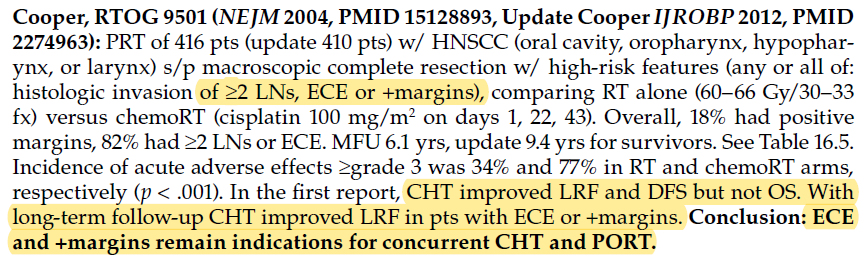 Cooper, RTOG 9501 (NEJM 2004, PMID 15128893, Update Cooper IJROBP 2012, PMID
2274963): PRT of 416 pts (update 410 pts) w/ HNSCC (oral cavity, oropharynx, hypophar-
ynx, or larynx) s/p macroscopic complete resection w/ high-risk features (any or all of:
histologic invasion of ≥2 LNs, ECE or +margins), comparing RT alone (60–66 Gy/30–33
fx) versus chemoRT (cisplatin 100 mg/m² on days 1, 22, 43). Overall, 18% had positive
margins, 82% had ≥2 LNs or ECE. MFU 6.1 yrs, update 9.4 yrs for survivors. See Table 16.5.
Incidence of acute adverse effects ≥grade 3 was 34% and 77% in RT and chemoRT arms,
respectively (p < .001). In the first report, CHT improved LRF and DFS but not OS. With
long-term follow-up CHT improved LRF in pts with ECE or +margins. Conclusion: ECE
and +margins remain indications for concurrent CHT and PORT.